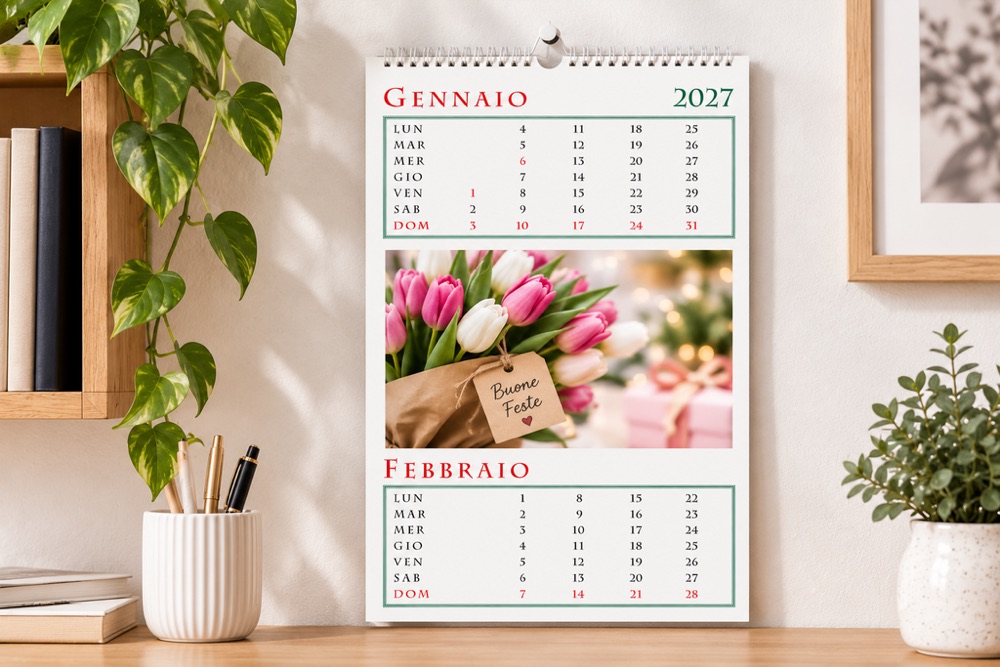 GENNAIO 2027
LUN 4 11 18 25
MAR 5 12 19 26
MER 6 13 20 27
GIO 7 14 21 28
VEN 1 8 15 22 29
SAB 2 9 16 23 30
DOM 3 10 17 24 31
Buone
Feste
FEBBRAIO
LUN 1 8 15 22
MAR 2 9 16 23
MER 3 10 17 24
GIO 4 11 18 25
VEN 5 12 19 26
SAB 6 13 20 27
DOM 7 14 21 28